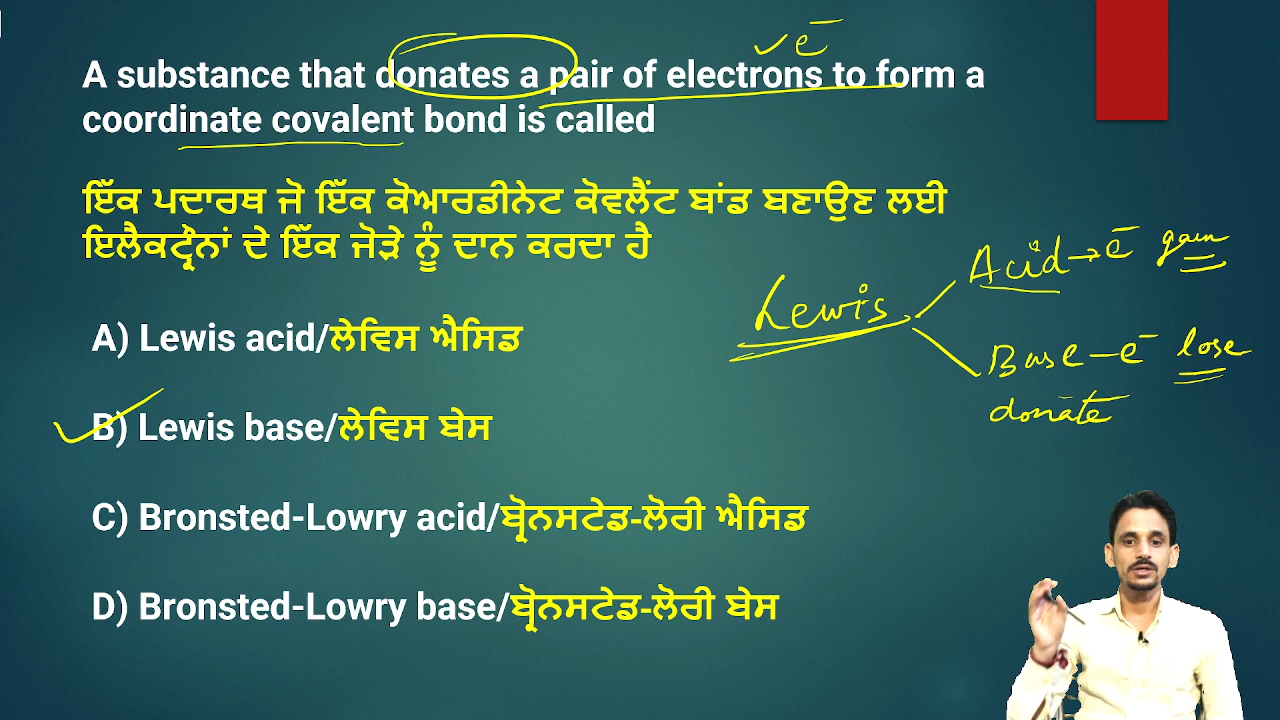 ✓ e⁻
A substance that donates a pair of electrons to form a
coordinate covalent bond is called
ਇੱਕ ਪਦਾਰਥ ਜੋ ਇੱਕ ਕੋਆਰਡੀਨੇਟ ਕੋਵਲੈਂਟ ਬਾਂਡ ਬਣਾਉਣ ਲਈ
ਇਲੈਕਟ੍ਰੋਨਾਂ ਦੇ ਇੱਕ ਜੋੜੇ ਨੂੰ ਦਾਨ ਕਰਦਾ ਹੈ
A) Lewis acid/ਲੇਵਿਸ ਐਸਿਡ
B) Lewis base/ਲੇਵਿਸ ਬੇਸ
C) Bronsted-Lowry acid/ਬ੍ਰੋਨਸਟੇਡ-ਲੋਰੀ ਐਸਿਡ
D) Bronsted-Lowry base/ਬ੍ਰੋਨਸਟੇਡ-ਲੋਰੀ ਬੇਸ
Lewis
Acid → e⁻ gain
Base – e⁻ lose
donate